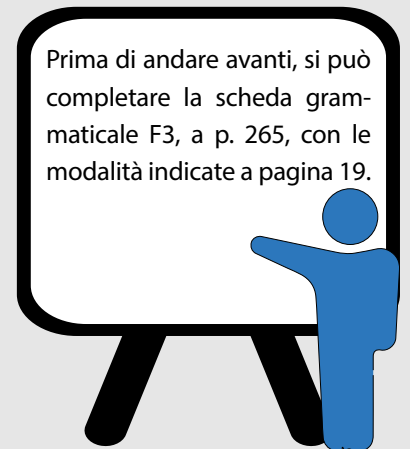 Prima di andare avanti, si può
completare la scheda gram-
maticale F3, a p. 265, con le
modalità indicate a pagina 19.